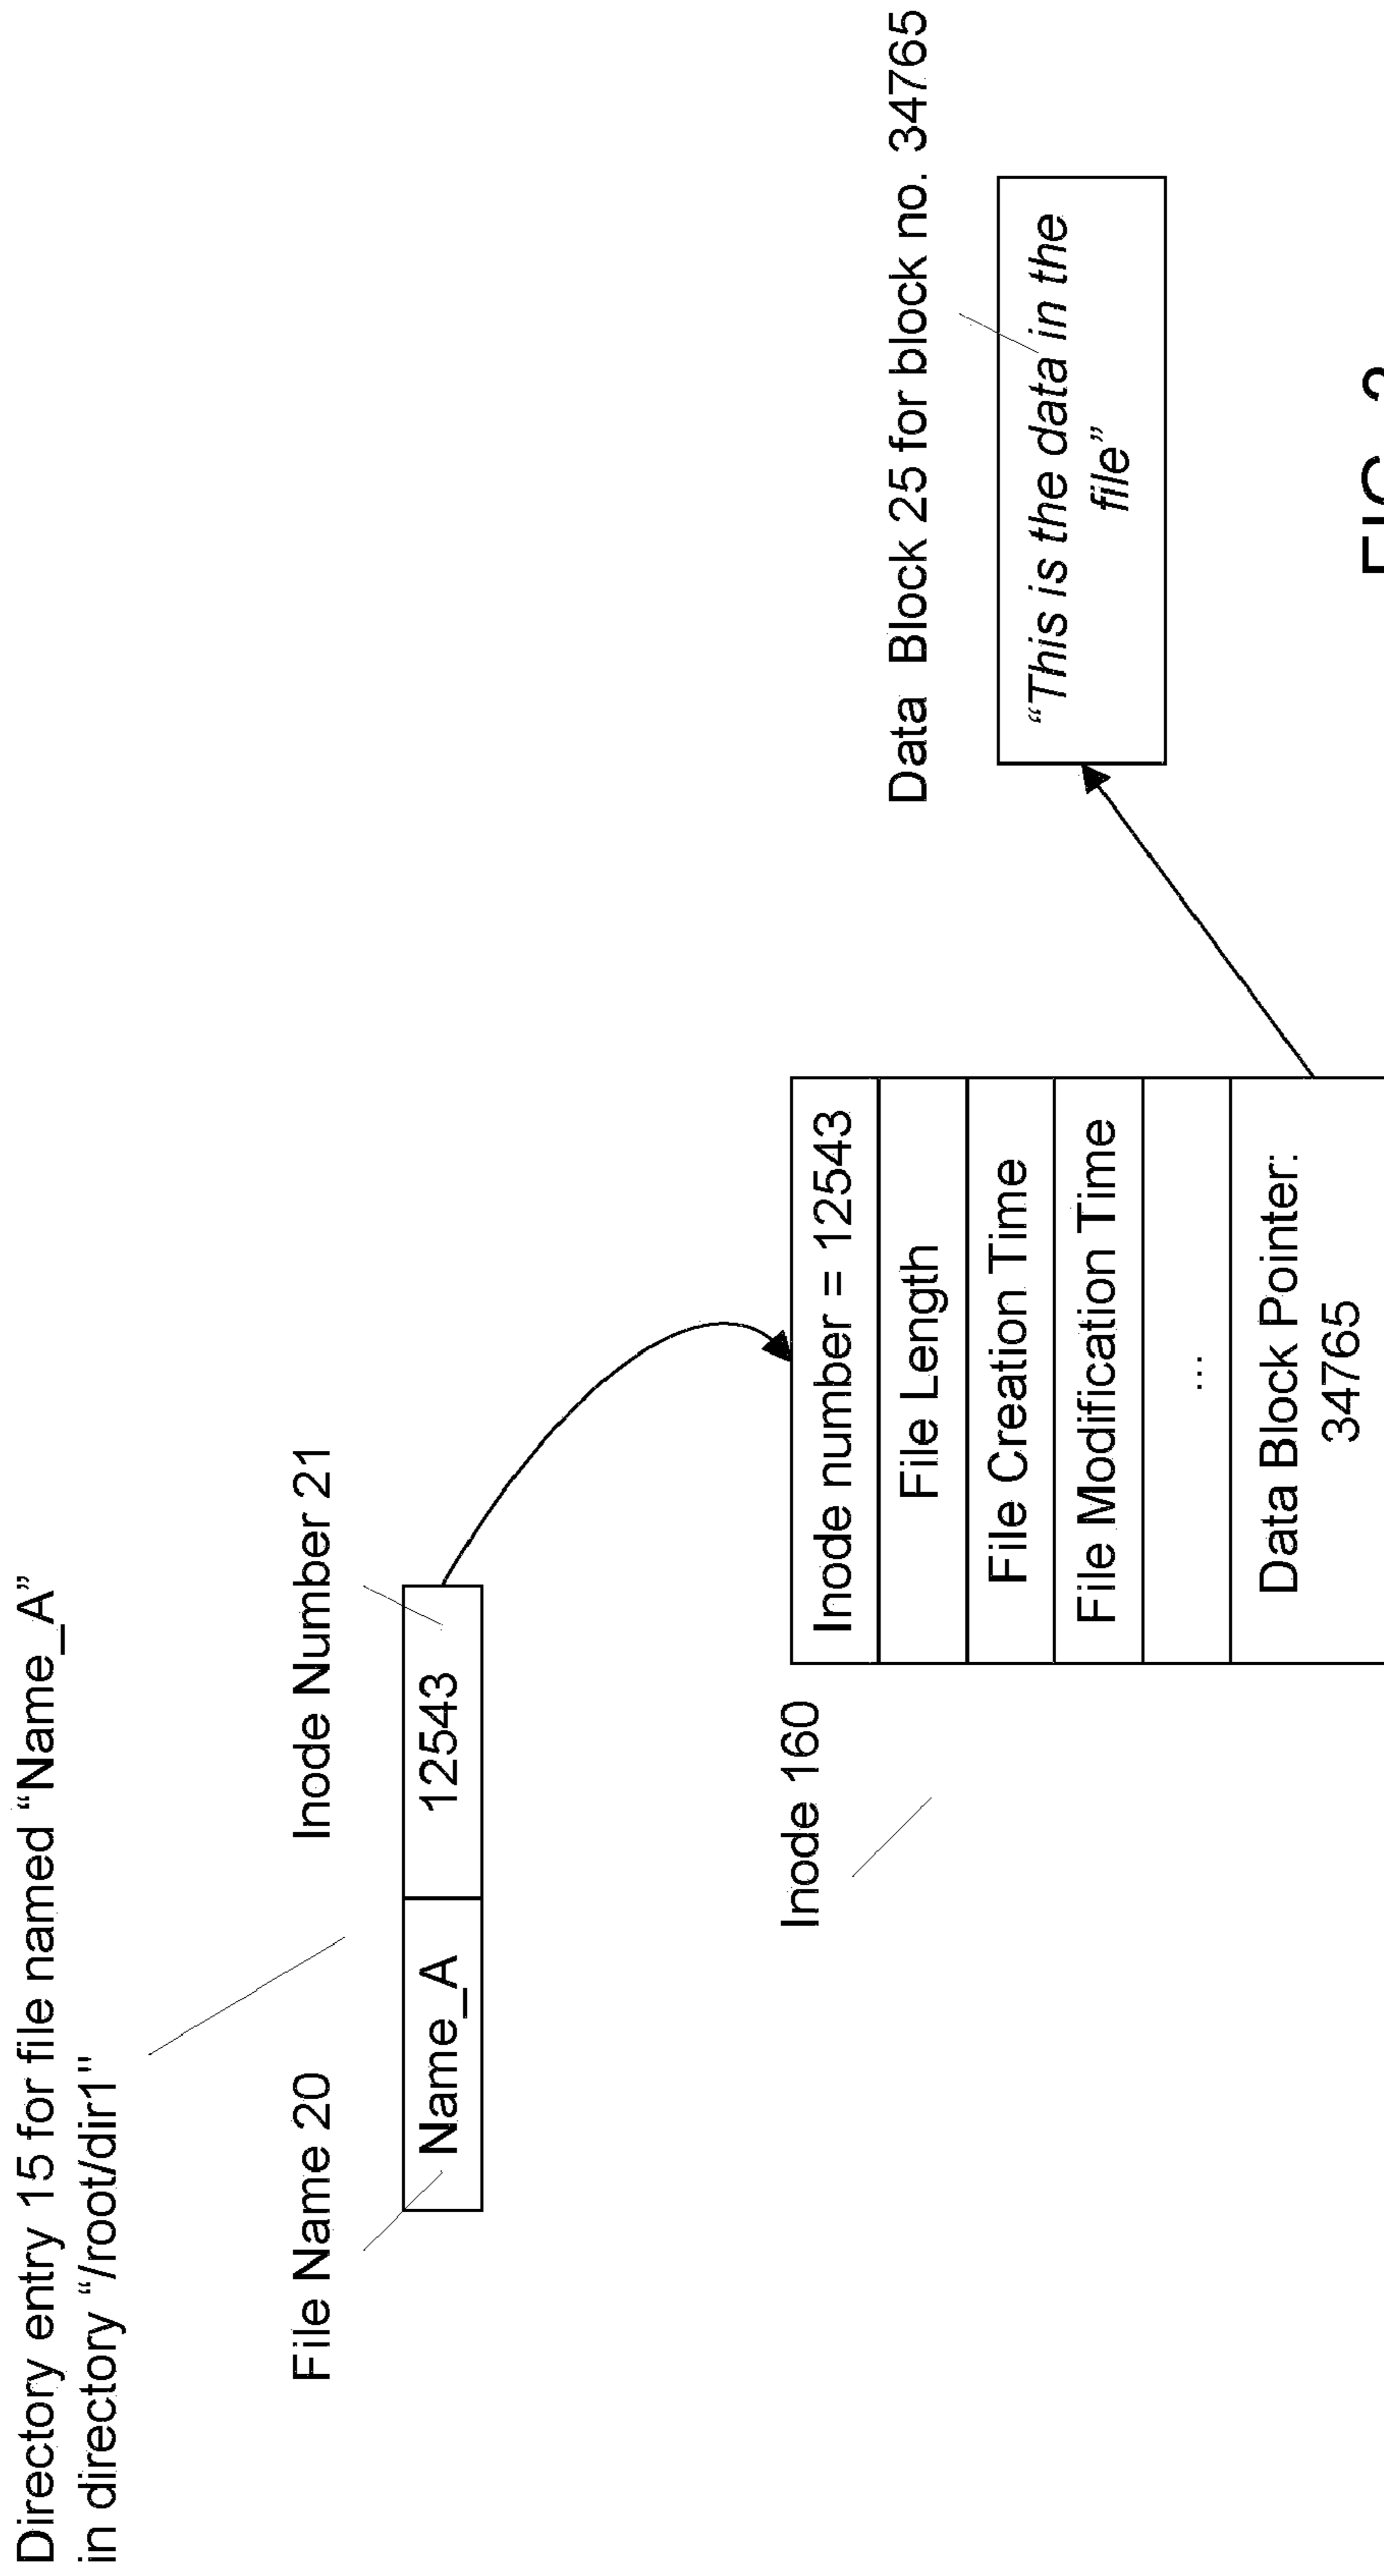 Directory entry 15 for file named “Name_A”
in directory “/root/dir1"
File Name 20
Inode Number 21
Name_A
12543
Inode 160
Inode number = 12543
File Length
File Creation Time
File Modification Time
...
Data Block Pointer:
34765
Data Block 25 for block no. 34765
“This is the data in the
file”